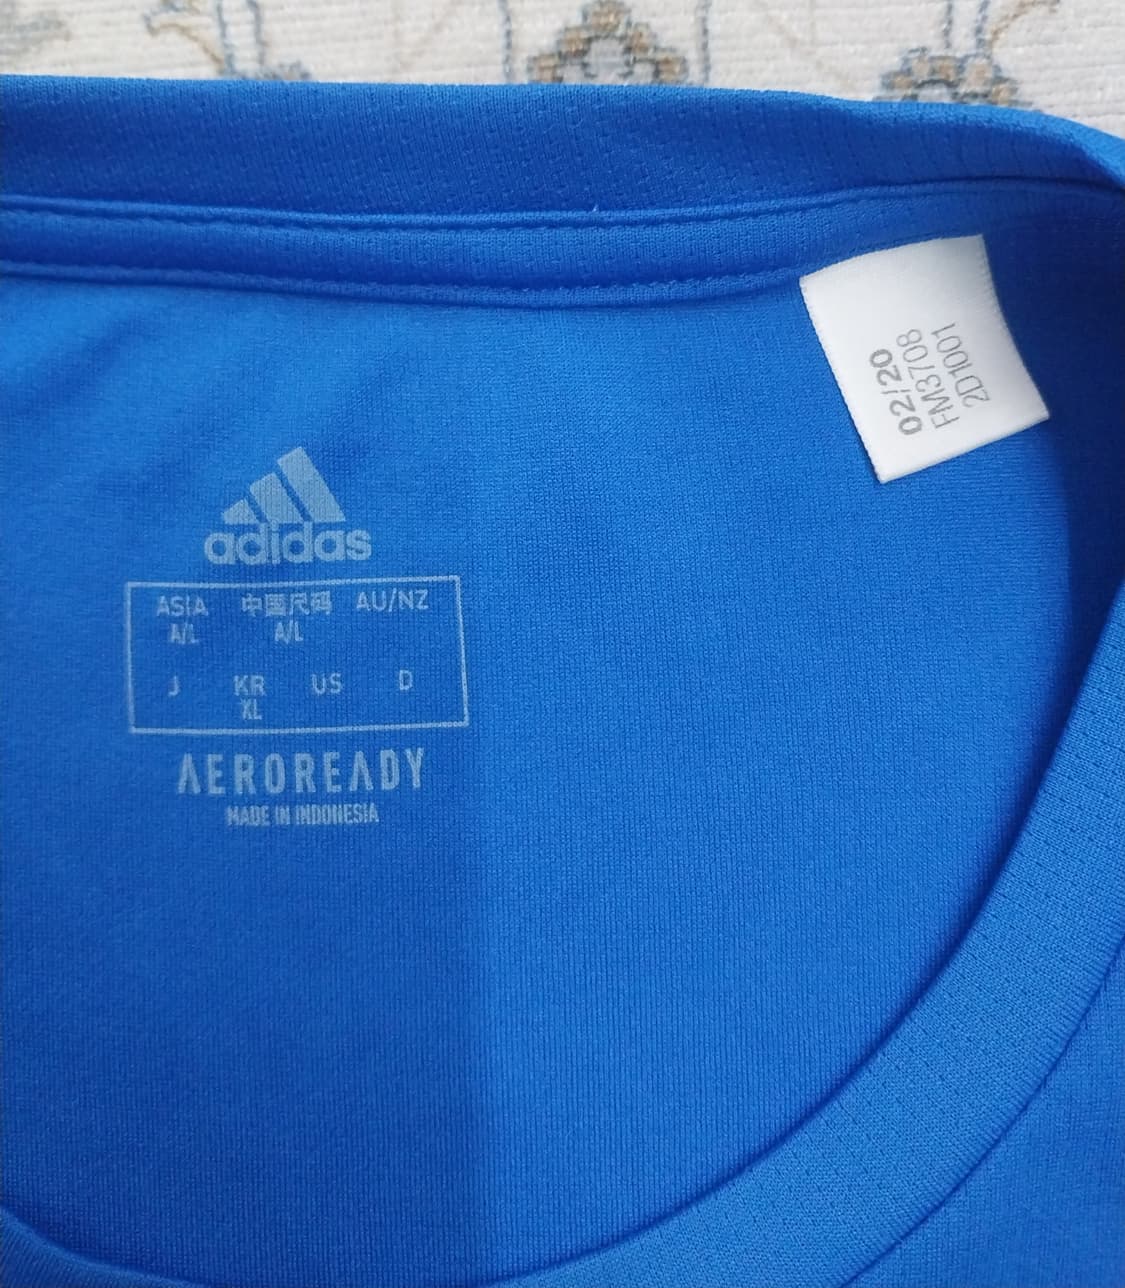 adidas
ASIA 中国尺码 AU/NZ
A/L A/L
J KR US D
XL
AEROREADY
MADE IN INDONESIA
02/20
FM3708
2D1001